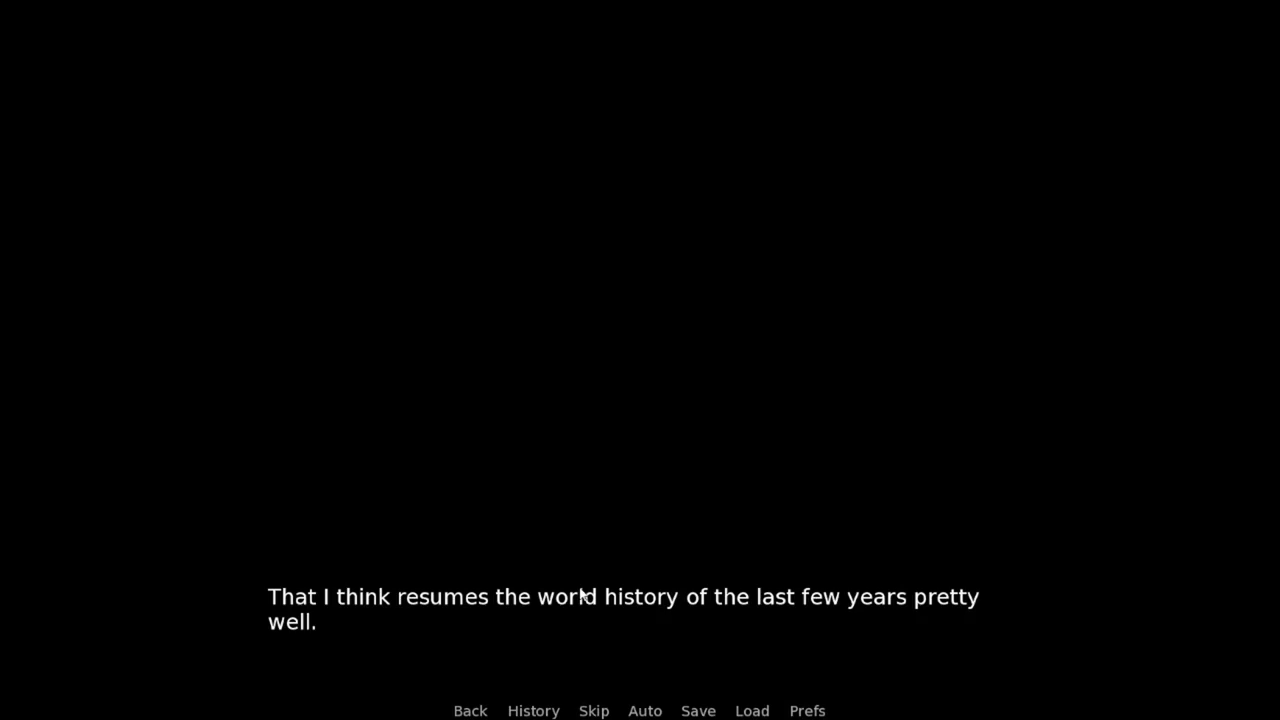 That I think resumes the world history of the last few years pretty
well.
Back History Skip Auto Save Load Prefs